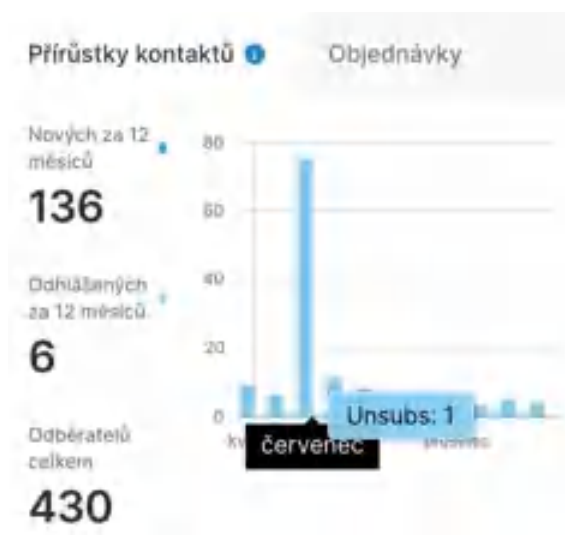 Přírůstky kontaktů
Objednávky
Nových za 12
měsíců
136
Odhlášených
za 12 měsíců
6
Odběratelů
celkem
430
80
60
40
20
0
Unsubs: 1
červenec